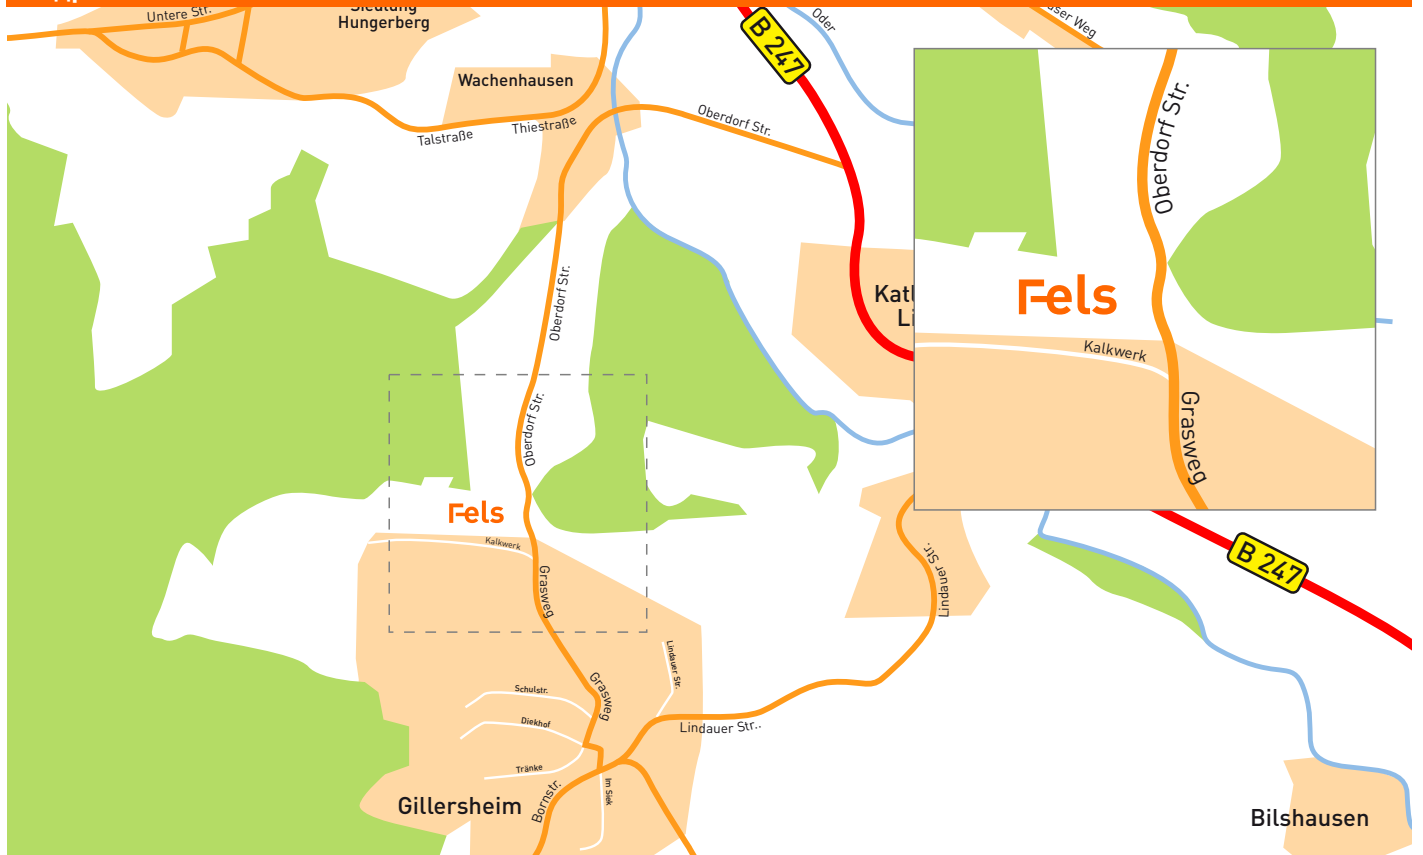 Untere Str.
Siedlung
Hungerberg
Oder
B 247
Wachenhausen
Talstraße
Thiestraße
Oberdorf Str.
Oberdorf Str.
Fels
Kalkwerk
Grasweg
Oberdorf Str.
Oberdorf Str.
Fels
Kalkwerk
Grasweg
Lindauer Str.
B 247
Lindauer Str.
Grasweg
Schulstr.
Diekhof
Tränke
Lindauer Str..
Im Siek
Bornstr.
Gillersheim
Bilshausen